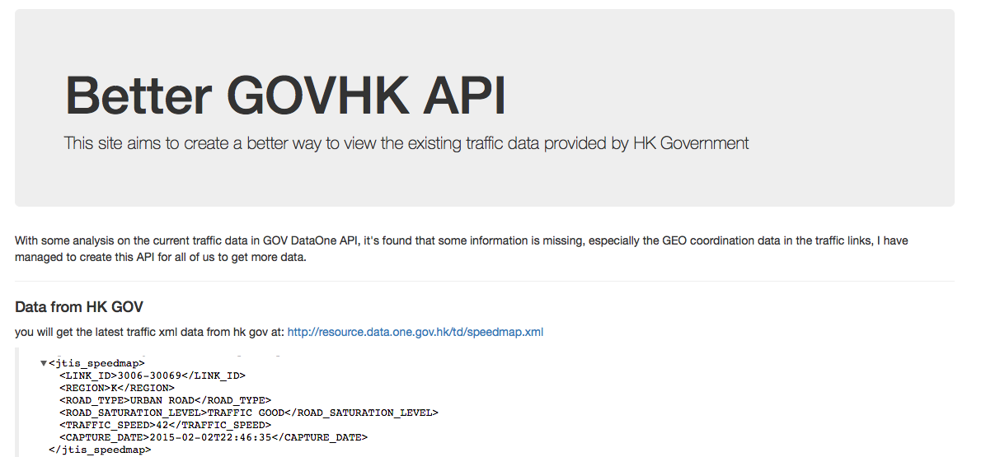 Better GOVHK API
This site aims to create a better way to view the existing traffic data provided by HK Government
With some analysis on the current traffic data in GOV DataOne API, it's found that some information is missing, especially the GEO coordination data in the traffic links, I have
managed to create this API for all of us to get more data.
Data from HK GOV
you will get the latest traffic xml data from hk gov at: http://resource.data.one.gov.hk/td/speedmap.xml
▼<jtis_speedmap>
<LINK_ID>3006-30069</LINK_ID>
<REGION>K</REGION>
<ROAD_TYPE>URBAN ROAD</ROAD_TYPE>
<ROAD_SATURATION_LEVEL>TRAFFIC GOOD</ROAD_SATURATION_LEVEL>
<TRAFFIC_SPEED>42</TRAFFIC_SPEED>
<CAPTURE_DATE>2015-02-02T22:46:35</CAPTURE_DATE>
</jtis_speedmap>